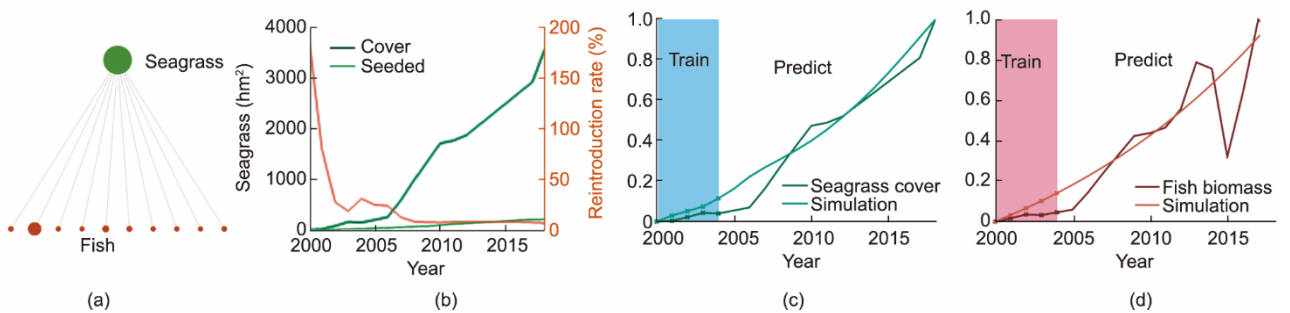 Seagrass
Fish
(a)
Seagrass (hm²)
4000
3000
2000
1000
0
Cover
Seeded
200
150
100
50
0
Reintroduction rate (%)
2000
2005
2010
2015
Year
(b)
1.0
0.8
0.6
0.4
0.2
0
Train
Predict
Seagrass cover
Simulation
2000
2005
2010
2015
Year
(c)
1.0
0.8
0.6
0.4
0.2
0
Train
Predict
Fish biomass
Simulation
2000
2005
2010
2015
Year
(d)